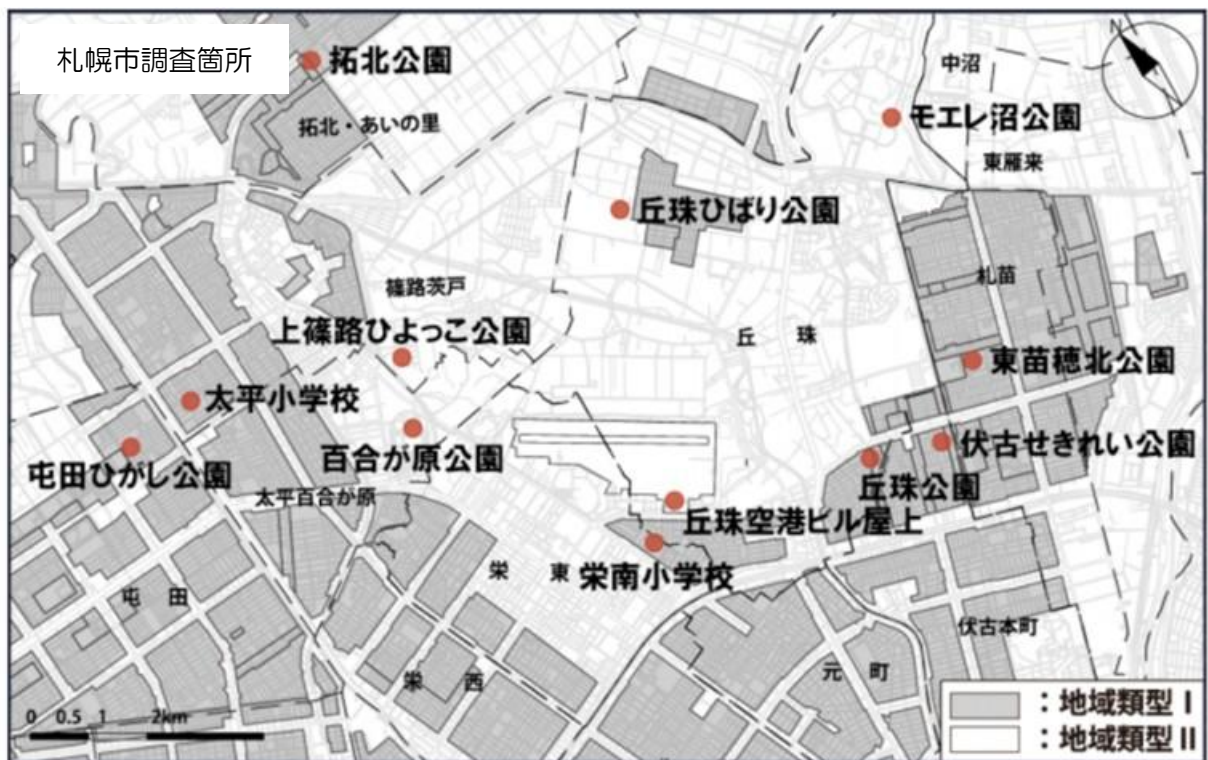 札幌市調査箇所
拓北公園
中沼
N
モエレ沼公園
拓北・あいの里
東雁来
丘珠ひばり公園
札苗
篠路茨戸
上篠路ひよっこ公園
丘 珠
東苗穂北公園
太平小学校
百合が原公園
伏古せきれい公園
屯田ひがし公園
丘珠公園
太平百合が原
丘珠空港ビル屋上
栄 東
栄南小学校
屯 田
伏古本町
元 町
栄 西
:地域類型 I
:地域類型 II
0 0.5 1 2km